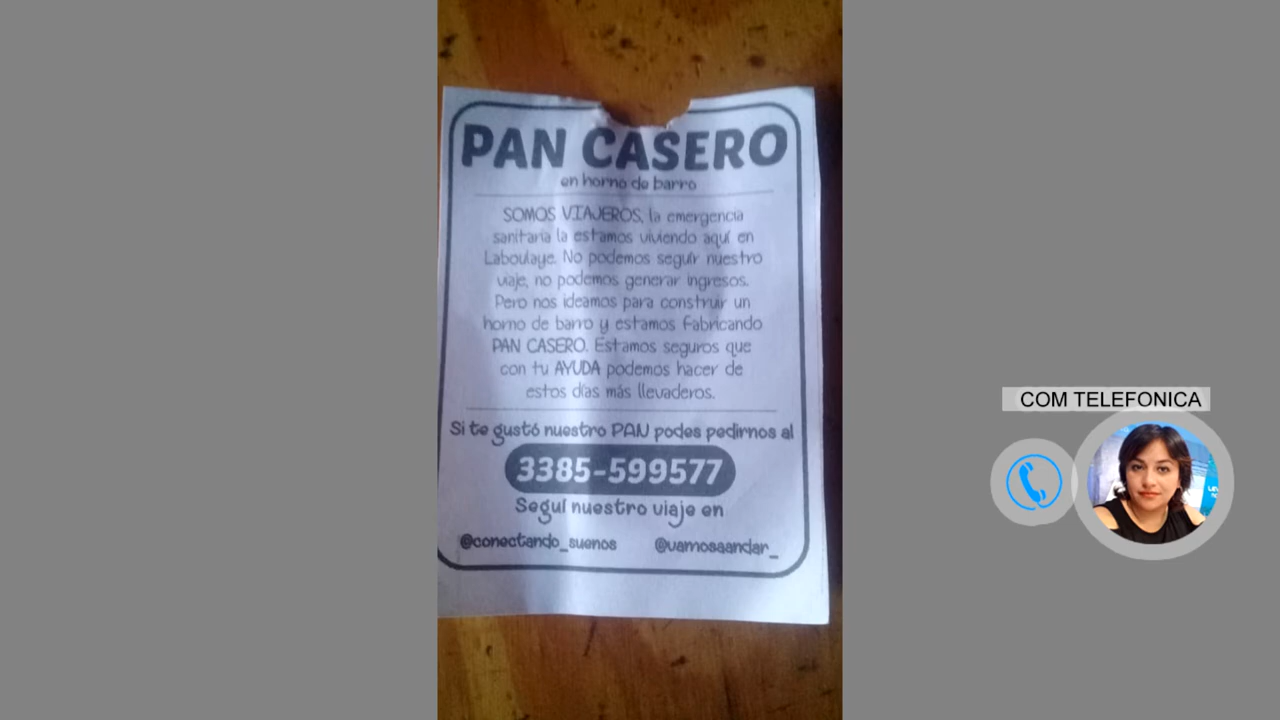 PAN CASERO
en horno de barro
SOMOS VIAJEROS, la emergencia
sanitaria la estamos viviendo aquí en
Laboulaye. No podemos seguir nuestro
viaje, no podemos generar ingresos.
Pero nos ideamos para construir un
horno de barro y estamos fabricando
PAN CASERO. Estamos seguros que
con tu AYUDA podemos hacer de
estos días más llevaderos.
Si te gustó nuestro PAN podes pedirnos al
3385-599577
Seguí nuestro viaje en
@conectando_suenos @vamosaandar_
COM TELEFONICA